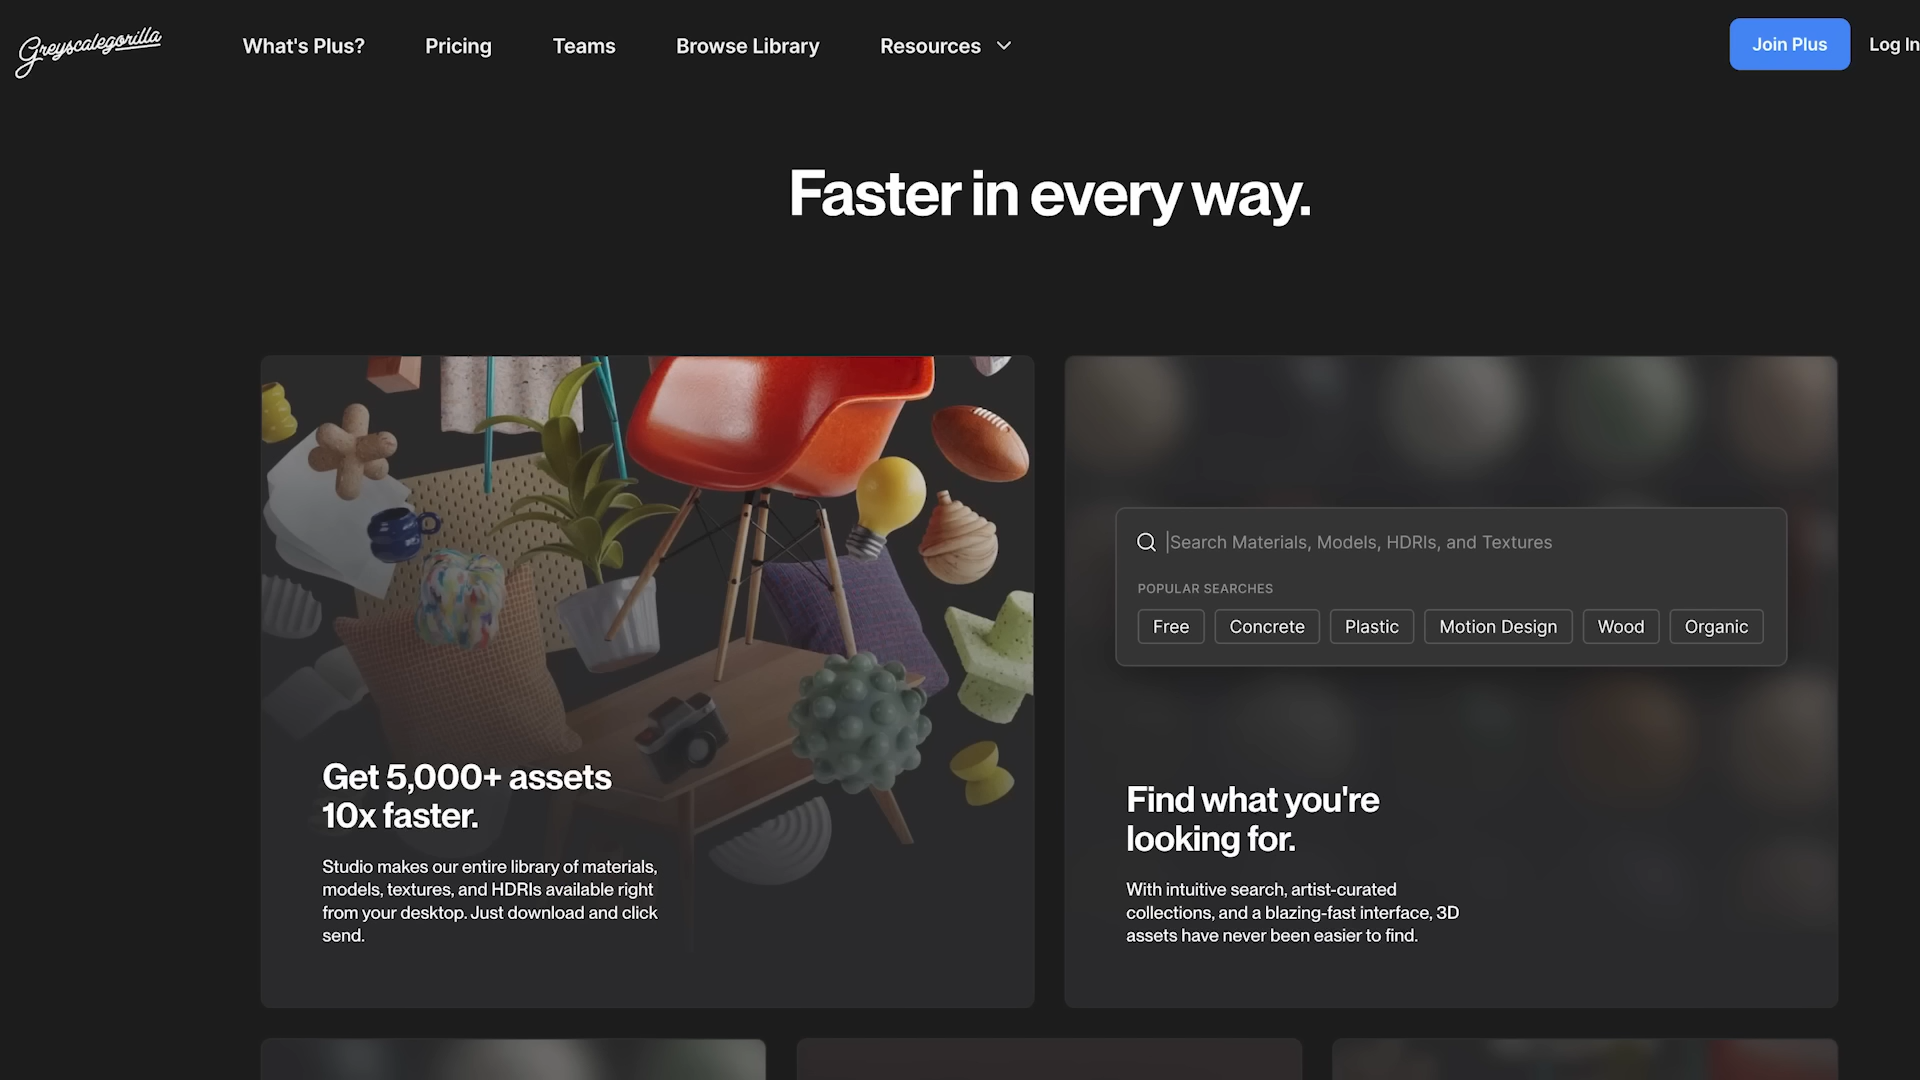 Greyscalegorilla
What's Plus?
Pricing
Teams
Browse Library
Resources
Join Plus
Log In
Faster in every way.
Get 5,000+ assets
10x faster.
Studio makes our entire library of materials,
models, textures, and HDRIs available right
from your desktop. Just download and click
send.
Search Materials, Models, HDRIs, and Textures
POPULAR SEARCHES
Free
Concrete
Plastic
Motion Design
Wood
Organic
Find what you're
looking for.
With intuitive search, artist-curated
collections, and a blazing-fast interface, 3D
assets have never been easier to find.